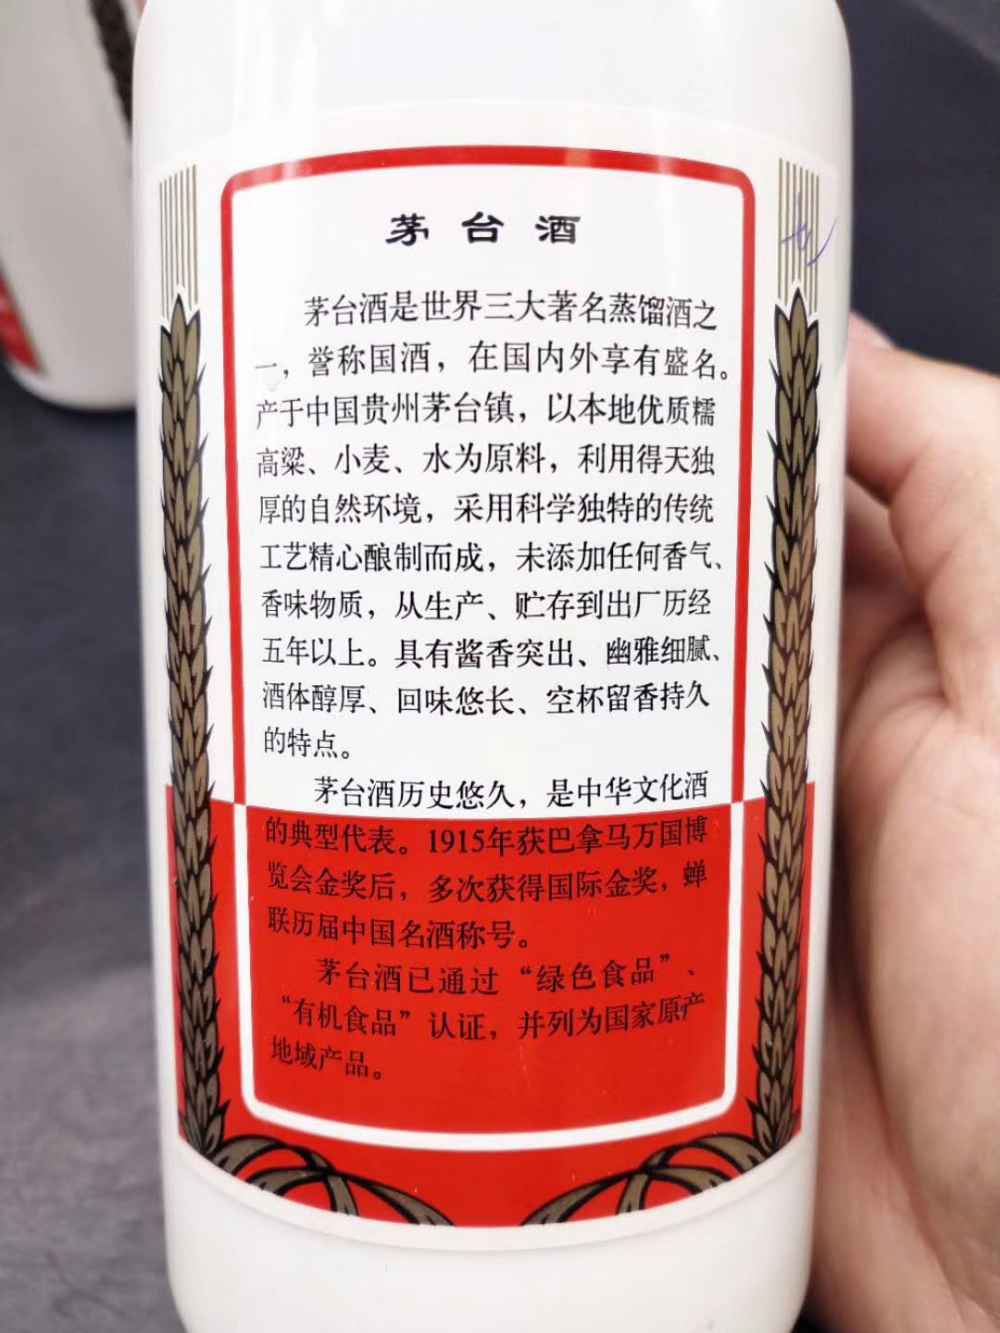 茅台酒
茅台酒是世界三大著名蒸馏酒之
一，誉称国酒，在国内外享有盛名。
产于中国贵州茅台镇，以本地优质糯
高粱、小麦、水为原料，利用得天独
厚的自然环境，采用科学独特的传统
工艺精心酿制而成，未添加任何香气、
香味物质，从生产、贮存到出厂历经
五年以上。具有酱香突出、幽雅细腻、
酒体醇厚、回味悠长、空杯留香持久
的特点。
茅台酒历史悠久，是中华文化酒
的典型代表。1915年获巴拿马万国博
览会金奖后，多次获得国际金奖，蝉
联历届中国名酒称号。
茅台酒已通过“绿色食品”、
“有机食品”认证，并列为国家原产
地域产品。